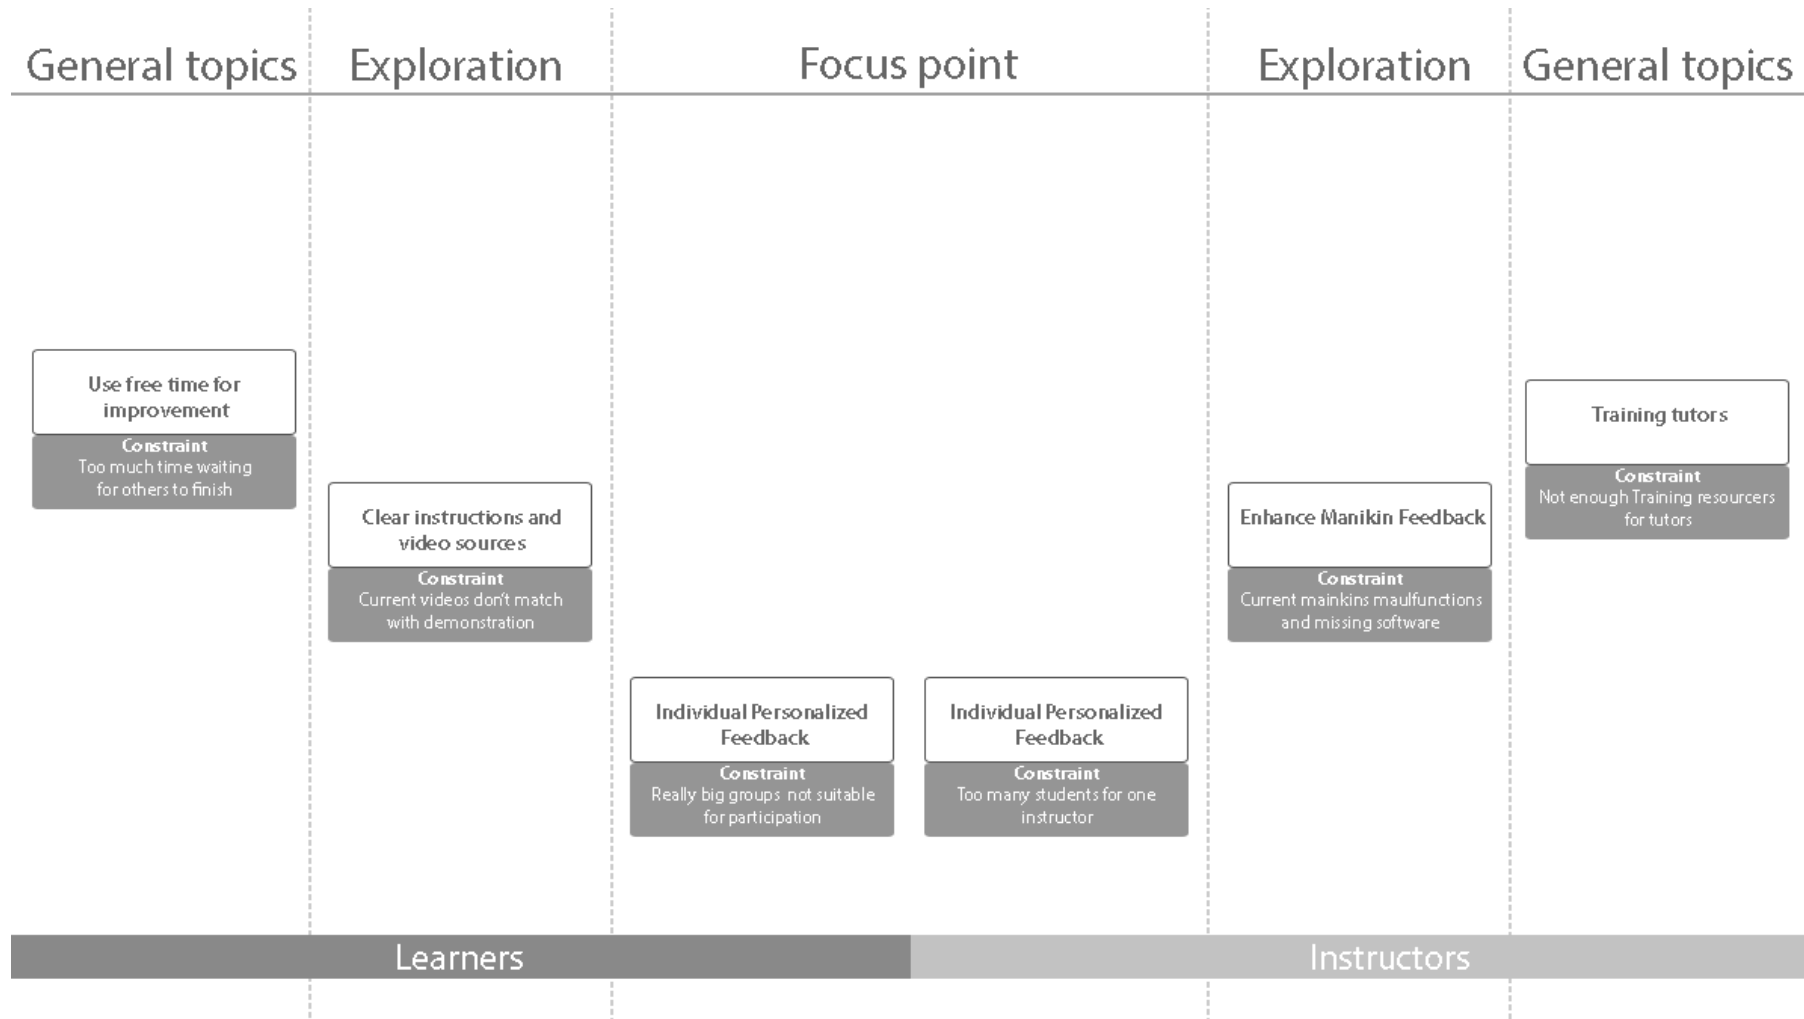 General topics
Exploration
Focus point
Exploration
General topics
Use free time for
improvement
Constraint
Too much time waiting
for others to finish
Clear instructions and
video sources
Constraint
Current videos don't match
with demonstration
Individual Personalized
Feedback
Constraint
Really big groups not suitable
for participation
Individual Personalized
Feedback
Constraint
Too many students for one
instructor
Enhance Manikin Feedback
Constraint
Current mainkins maulfunctions
and missing software
Training tutors
Constraint
Not enough Training resourcers
for tutors
Learners
Instructors